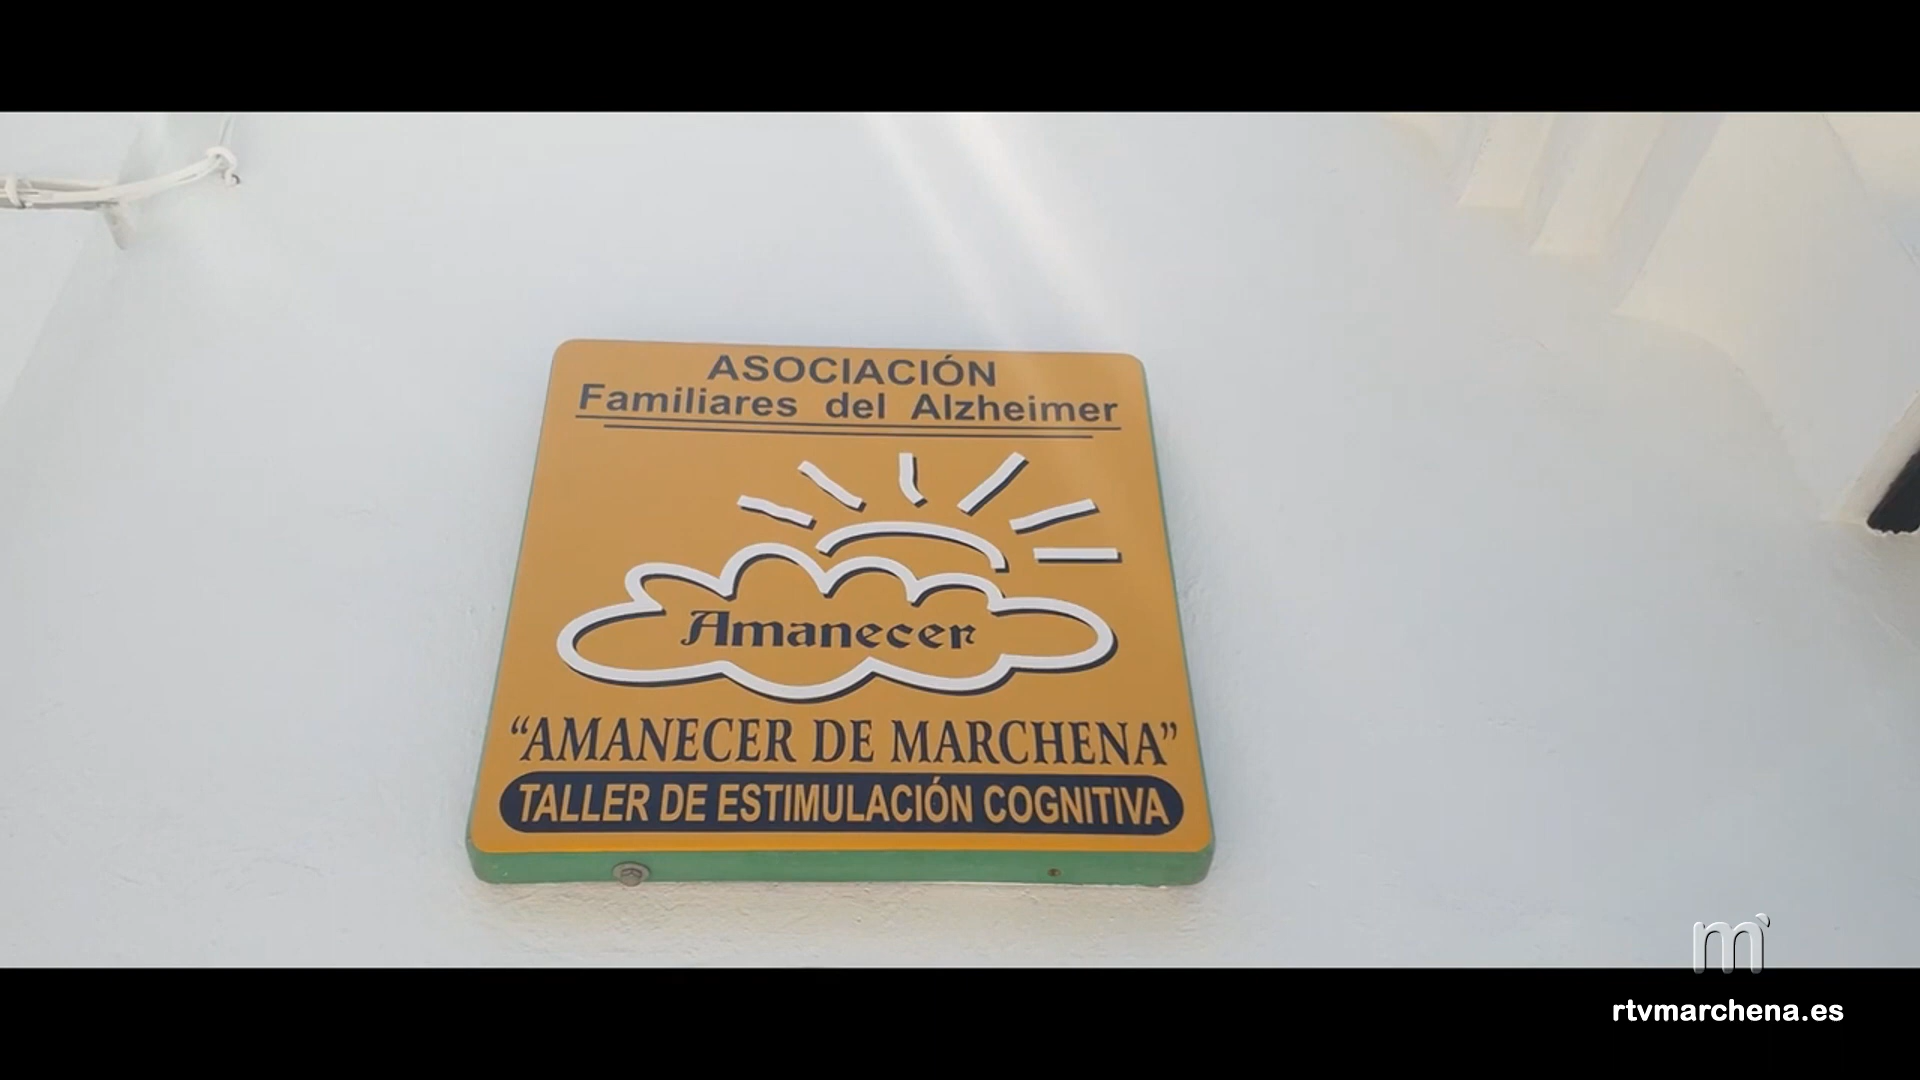 ASOCIACIÓN
Familiares del Alzheimer
Amanecer
“AMANECER DE MARCHENA”
TALLER DE ESTIMULACIÓN COGNITIVA
m
rtvmarchena.es